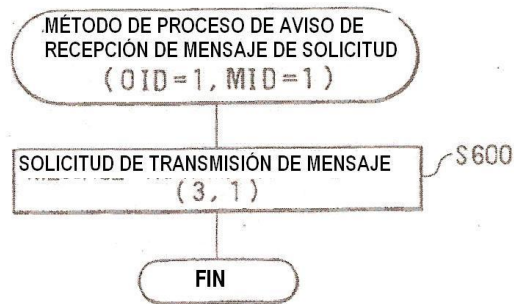 MÉTODO DE PROCESO DE AVISO DE
RECEPCIÓN DE MENSAJE DE SOLICITUD
(OID=1, MID=1)
SOLICITUD DE TRANSMISIÓN DE MENSAJE
S600
(3, 1)
FIN